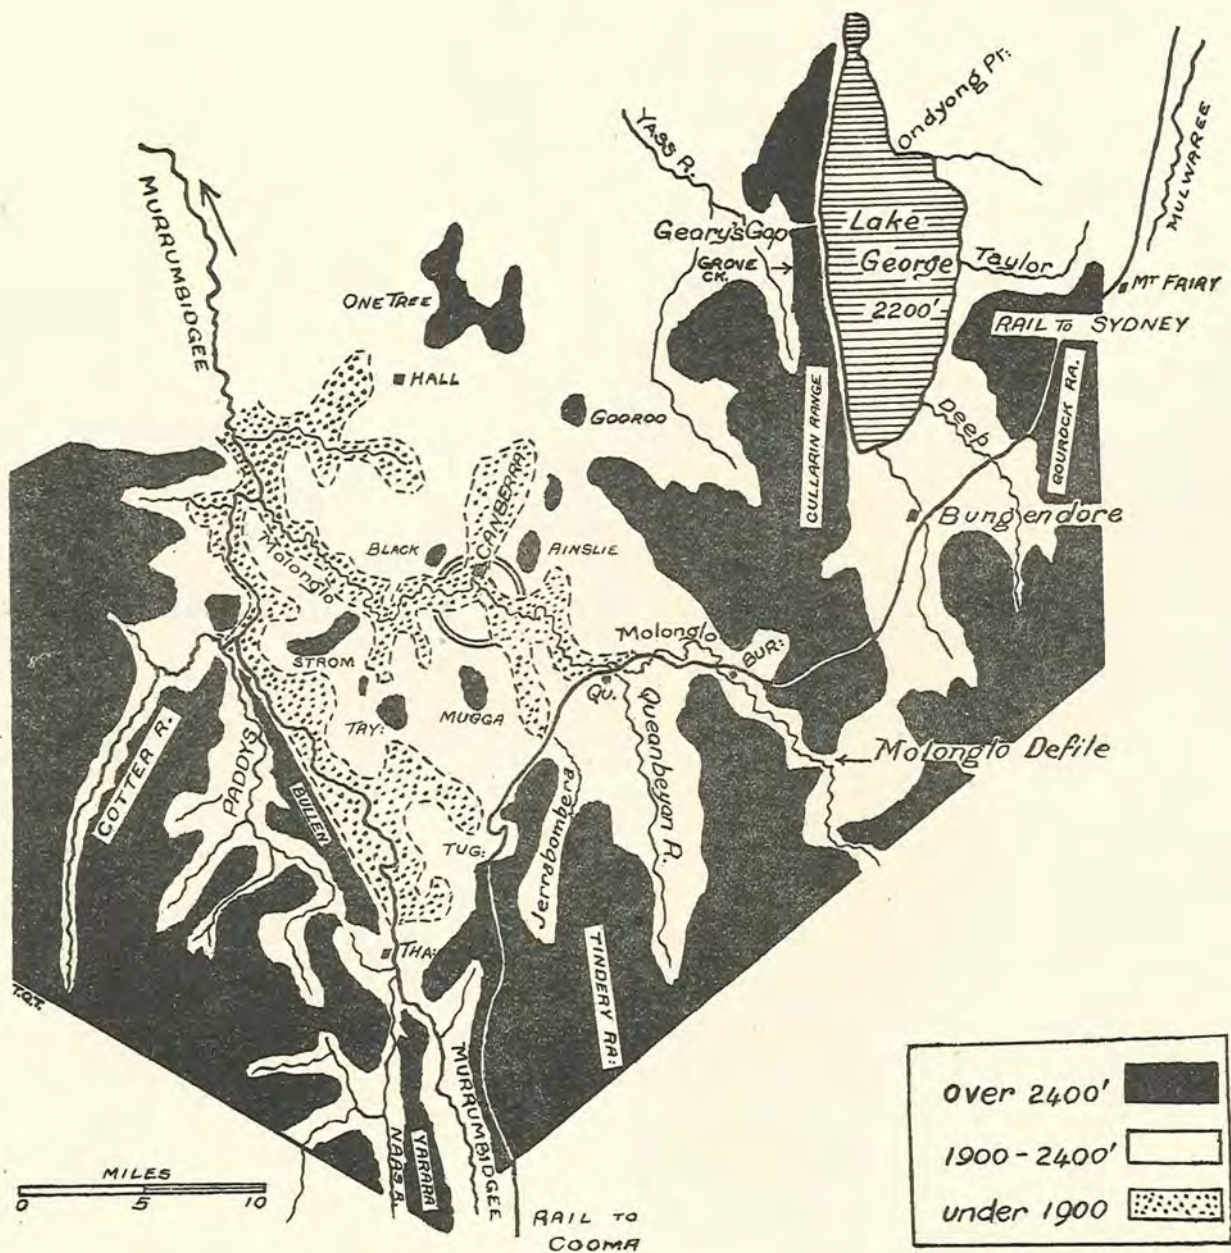 Ondyong Pt:
YASS R.
MULWAREE
MURRUMBIDGEE
Geary's Gap
Lake
George
2200'
GROVE
CK.
Taylor
MT FAIRY
ONE TREE
RAIL TO SYDNEY
HALL
GOOROO
CULLARIN RANGE
Deep
GOUROCK RA.
CANBERRA
Bungendore
BLACK
AINSLIE
Molonglo
STROM
Molonglo
BUR:
QU.
TAY:
MUGGA
COTTER R.
PADDYS
BULLEN
Queanbeyan R.
Molonglo Defile
TUG:
Jerrabombera
THA:
TINDERY RA:
T.G.T.
MURRUMBIDGEE
NAAS R.
YARARA
MILES
0 5 10
RAIL TO
COOMA
Over 2400'
1900-2400'
under 1900